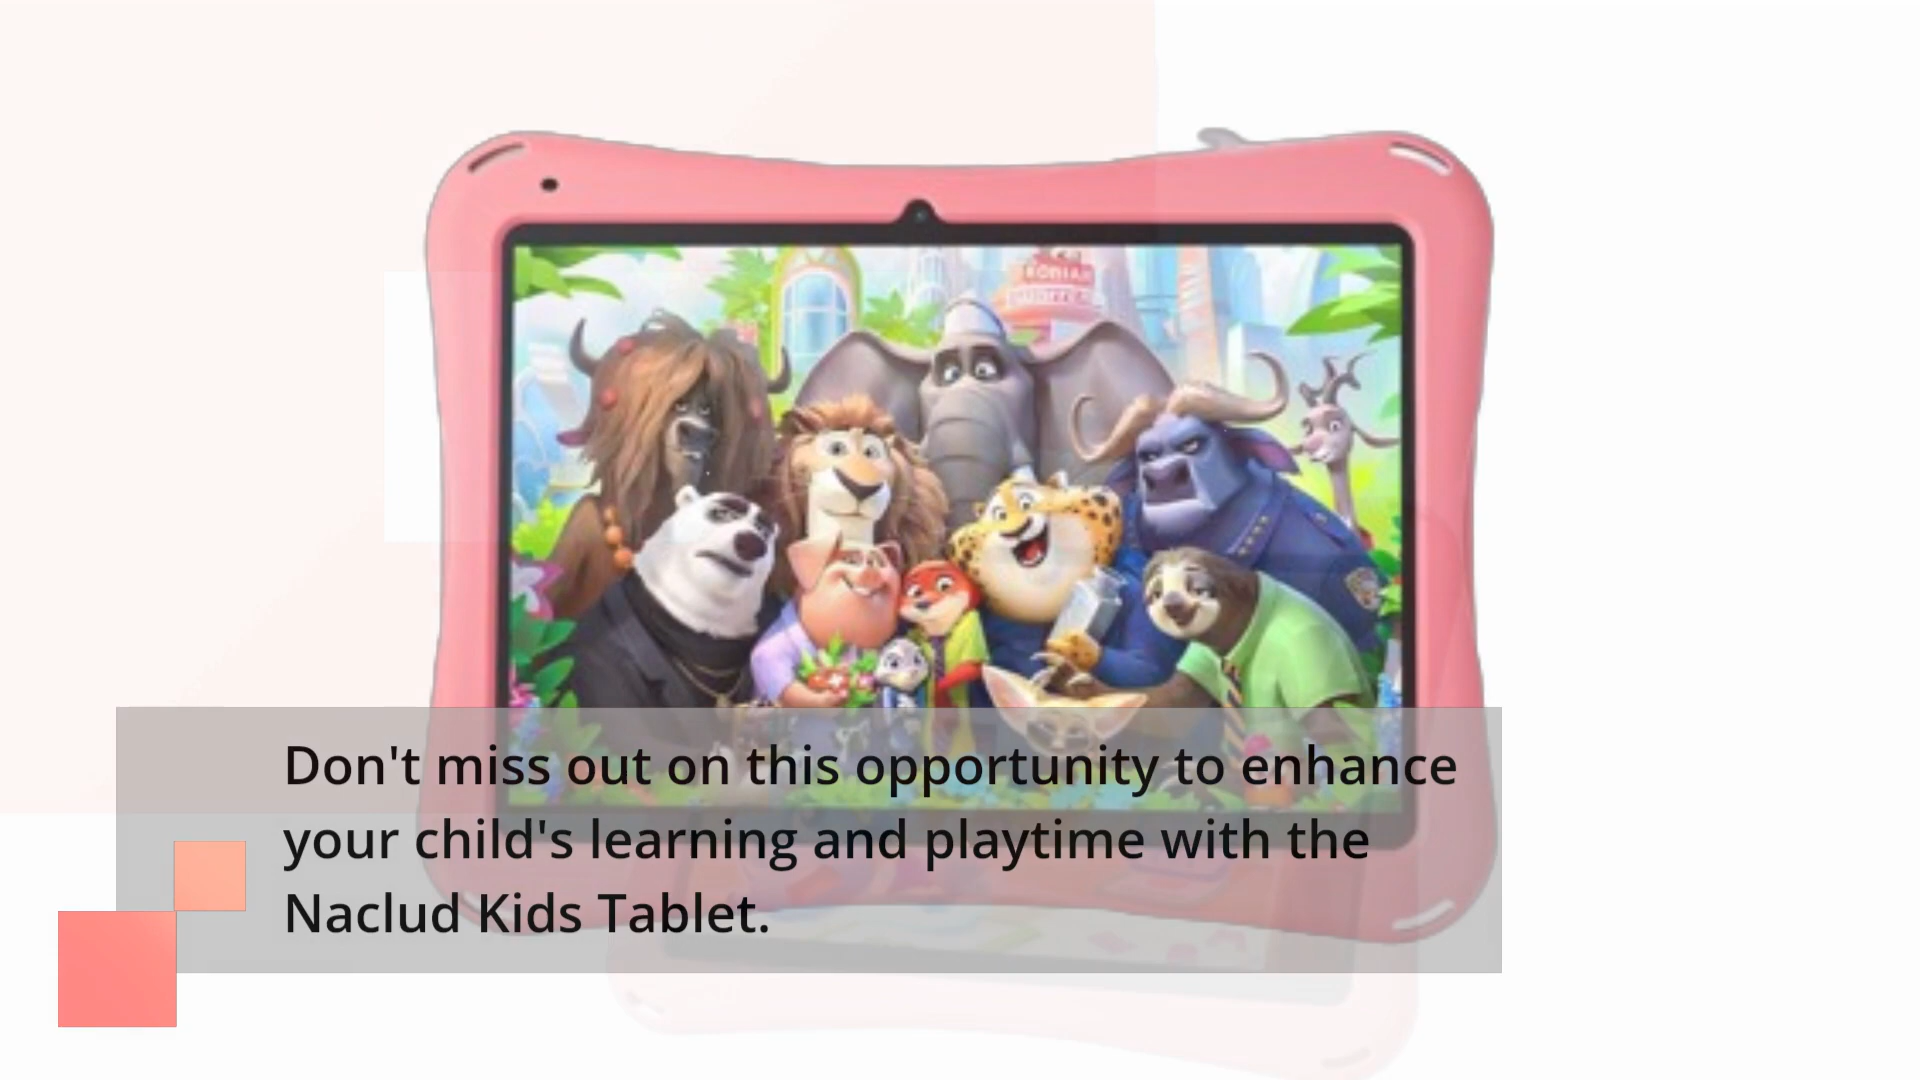 Don't miss out on this opportunity to enhance
your child's learning and playtime with the
Naclud Kids Tablet.